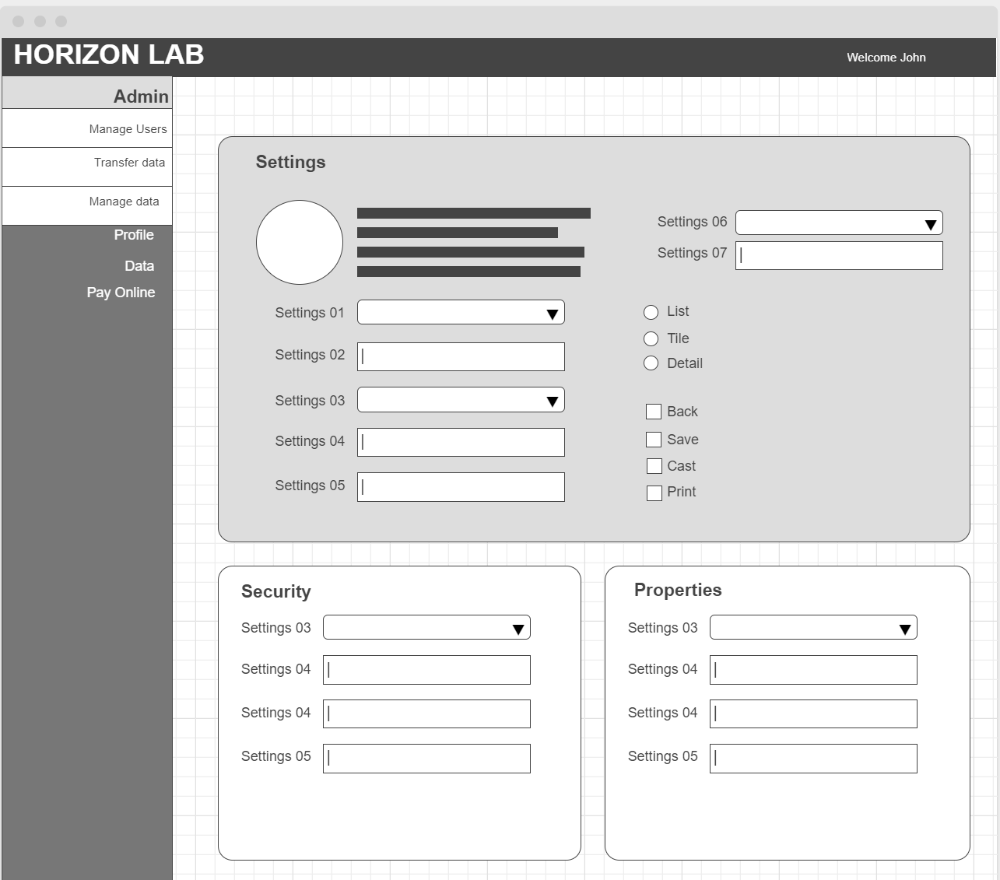 HORIZON LAB
Welcome John
Admin
Manage Users
Transfer data
Manage data
Profile
Data
Pay Online
Settings
Settings 06
Settings 07
Settings 01
Settings 02
Settings 03
Settings 04
Settings 05
List
Tile
Detail
Back
Save
Cast
Print
Security
Settings 03
Settings 04
Settings 04
Settings 05
Properties
Settings 03
Settings 04
Settings 04
Settings 05